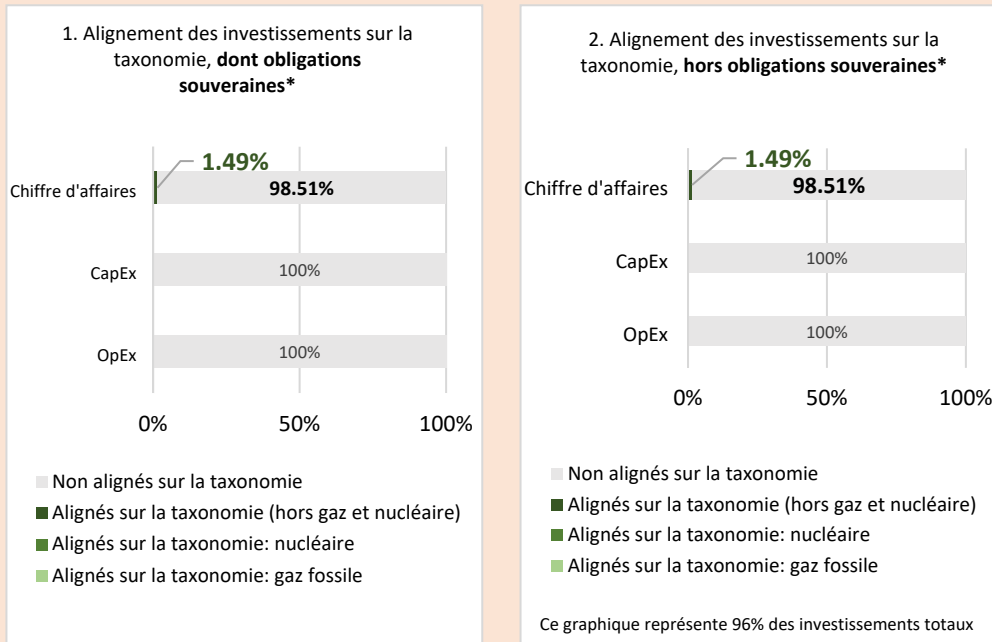 1. Alignement des investissements sur la
taxonomie, dont obligations
souveraines*
1.49%
Chiffre d'affaires
98.51%
CapEx
100%
OpEx
100%
0%
50%
100%
Non alignés sur la taxonomie
Alignés sur la taxonomie (hors gaz et nucléaire)
Alignés sur la taxonomie: nucléaire
Alignés sur la taxonomie: gaz fossile
2. Alignement des investissements sur la
taxonomie, hors obligations souveraines*
1.49%
Chiffre d'affaires
98.51%
CapEx
100%
OpEx
100%
0%
50%
100%
Non alignés sur la taxonomie
Alignés sur la taxonomie (hors gaz et nucléaire)
Alignés sur la taxonomie: nucléaire
Alignés sur la taxonomie: gaz fossile
Ce graphique représente 96% des investissements totaux